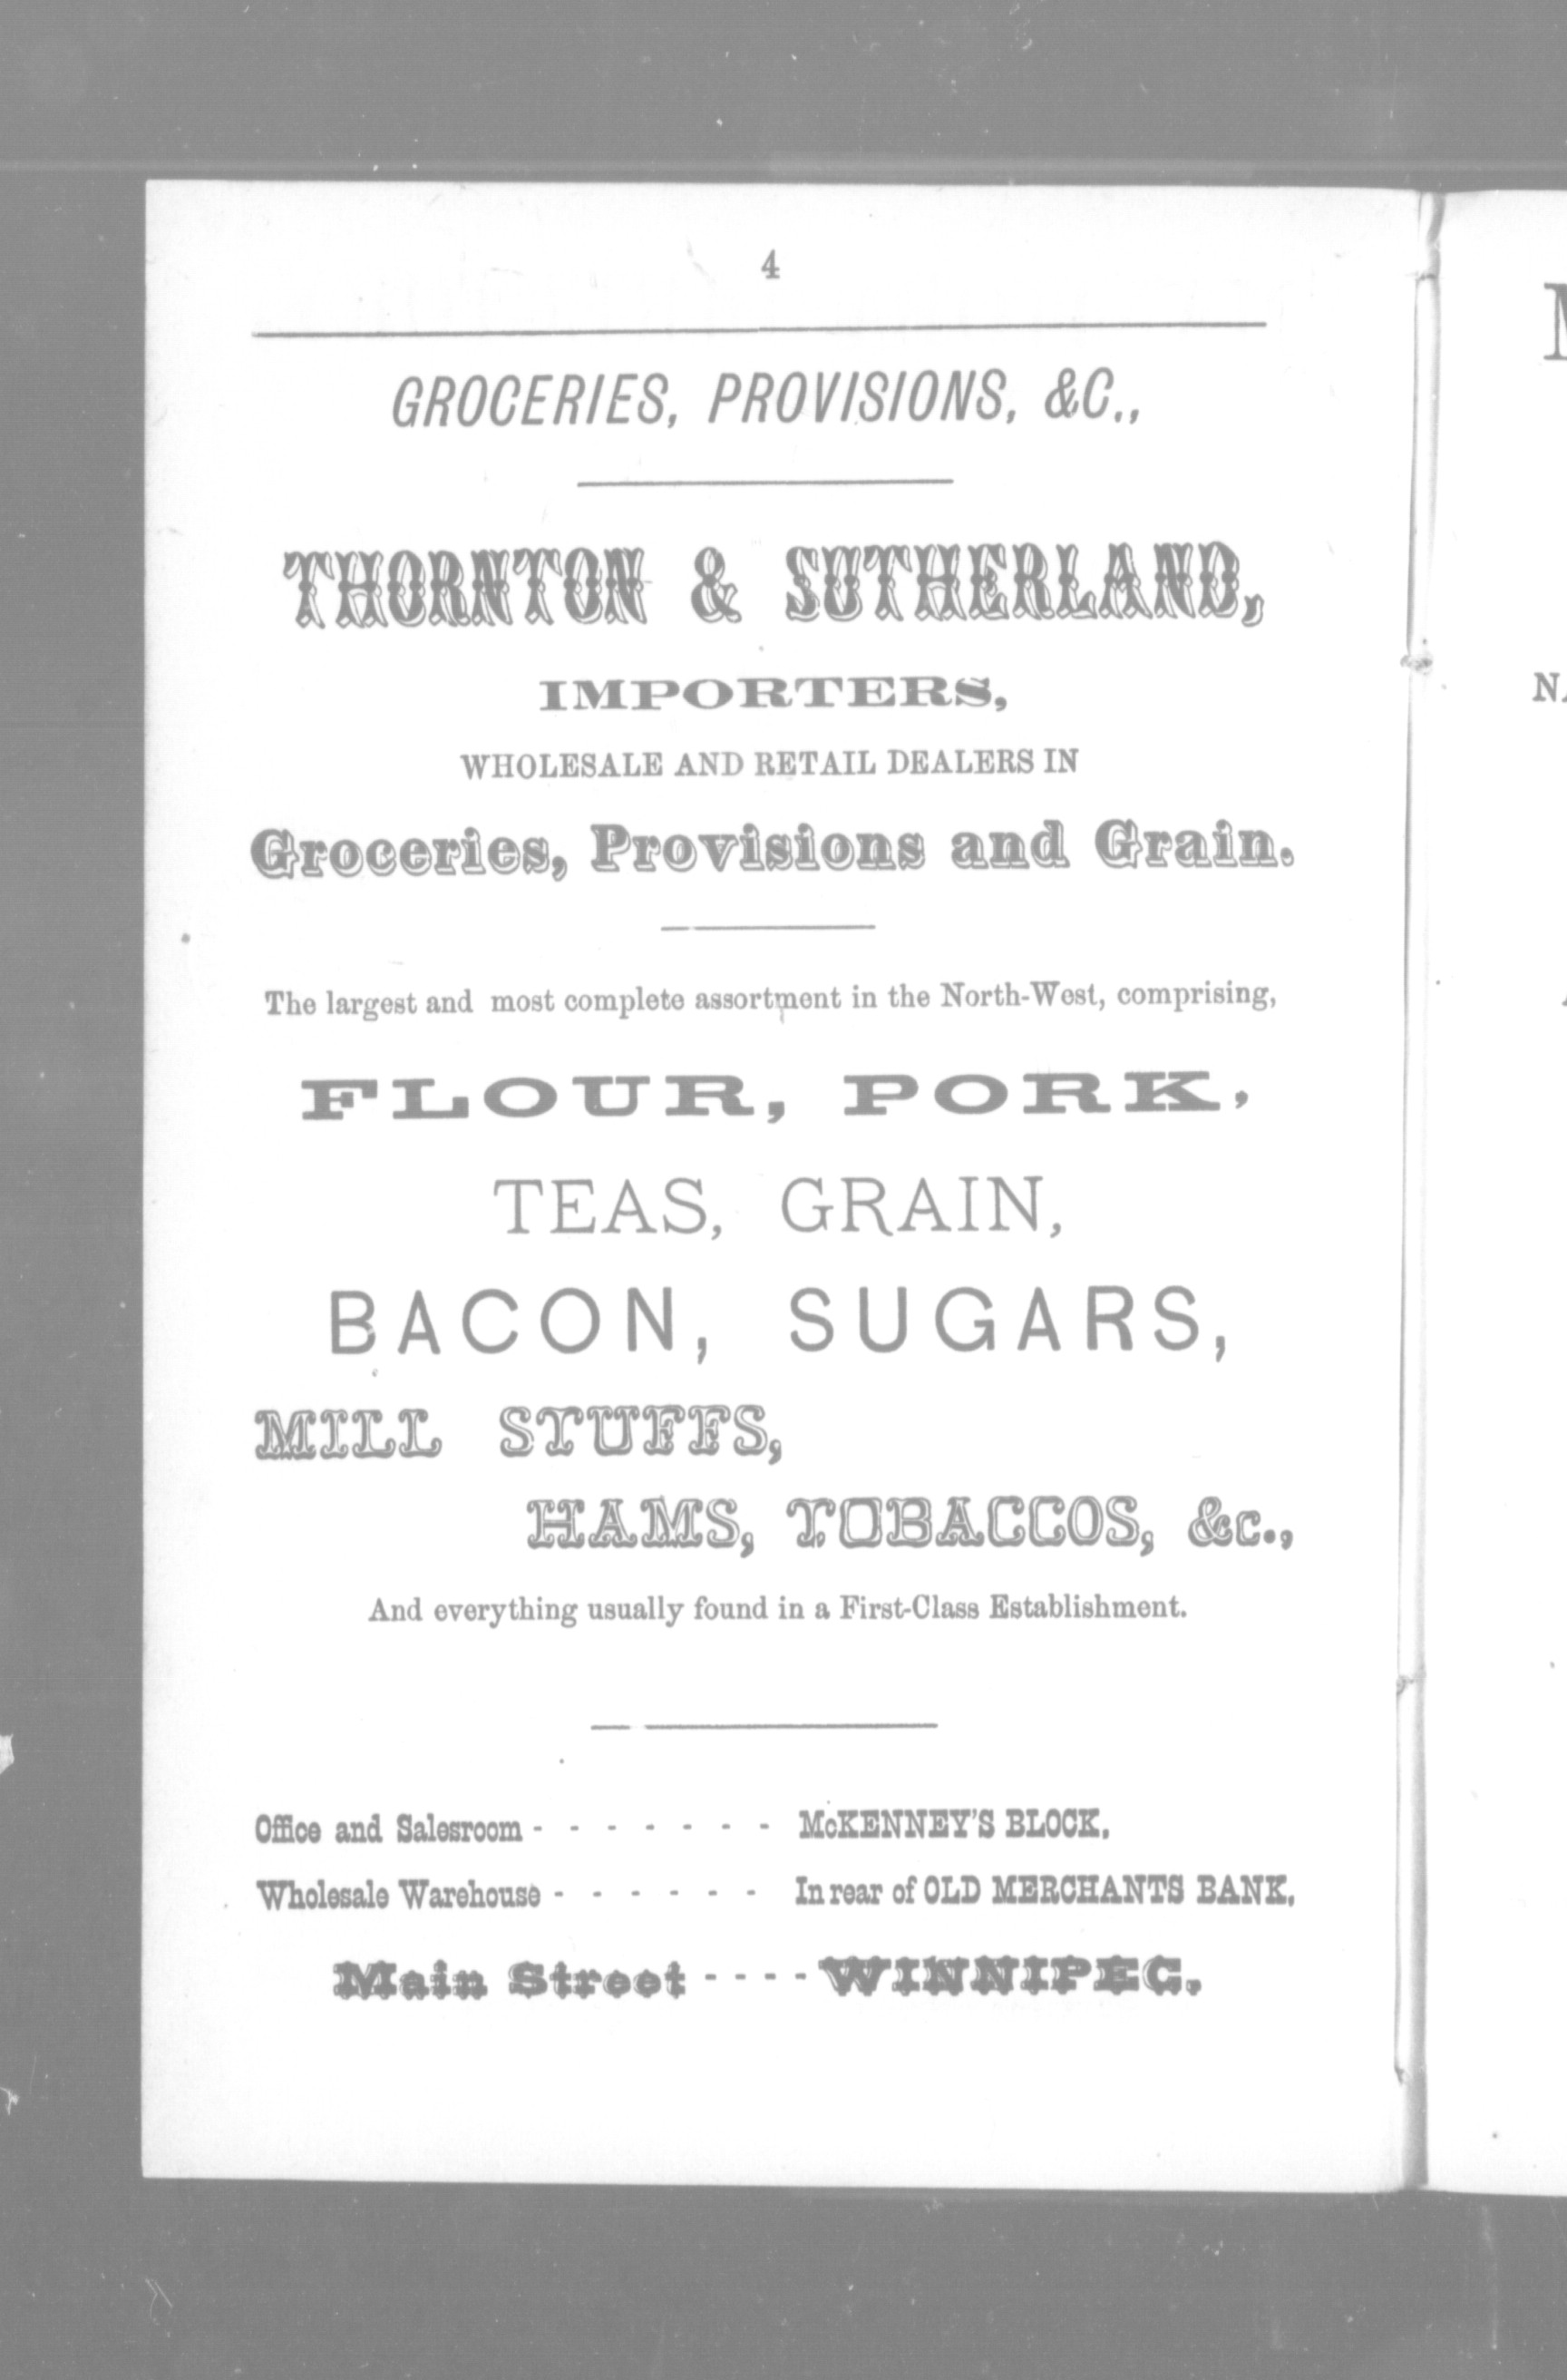 4
GROCERIES, PROVISIONS, &C.,
THORNTON & SUTHERLAND,
IMPORTERS,
WHOLESALE AND RETAIL DEALERS IN
Groceries, Provisions and Grain.
The largest and most complete assortment in the North-West, comprising,
FLOUR, PORK,
TEAS, GRAIN,
BACON, SUGARS,
MILL STUFFS,
HAMS, TOBACCOS, &c.,
And everything usually found in a First-Class Establishment.
Office and Salesroom - - - - - - - McKENNEY'S BLOCK,
Wholesale Warehouse - - - - - - In rear of OLD MERCHANTS BANK,
Main Street - - - - WINNIPEG.